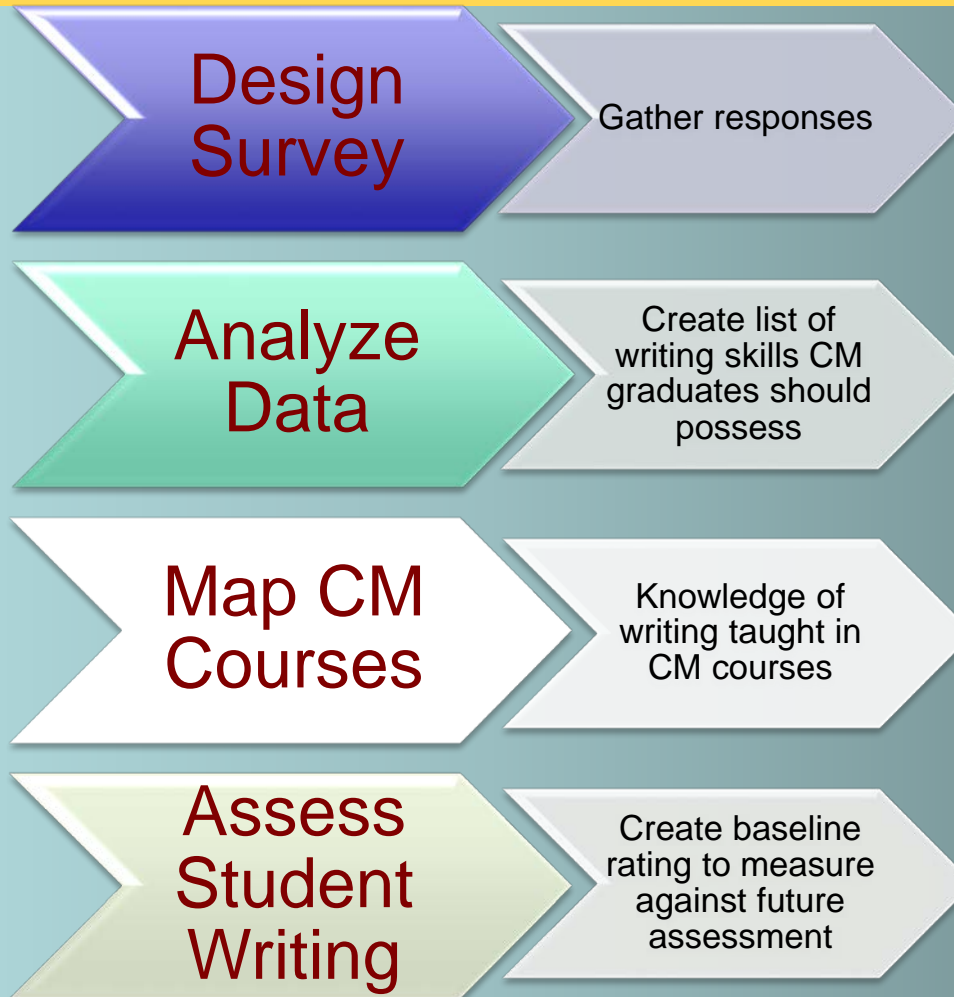 Design
Survey
Gather responses
Analyze
Data
Create list of
writing skills CM
graduates should
possess
Map CM
Courses
Knowledge of
writing taught in
CM courses
Assess
Student
Writing
Create baseline
rating to measure
against future
assessment